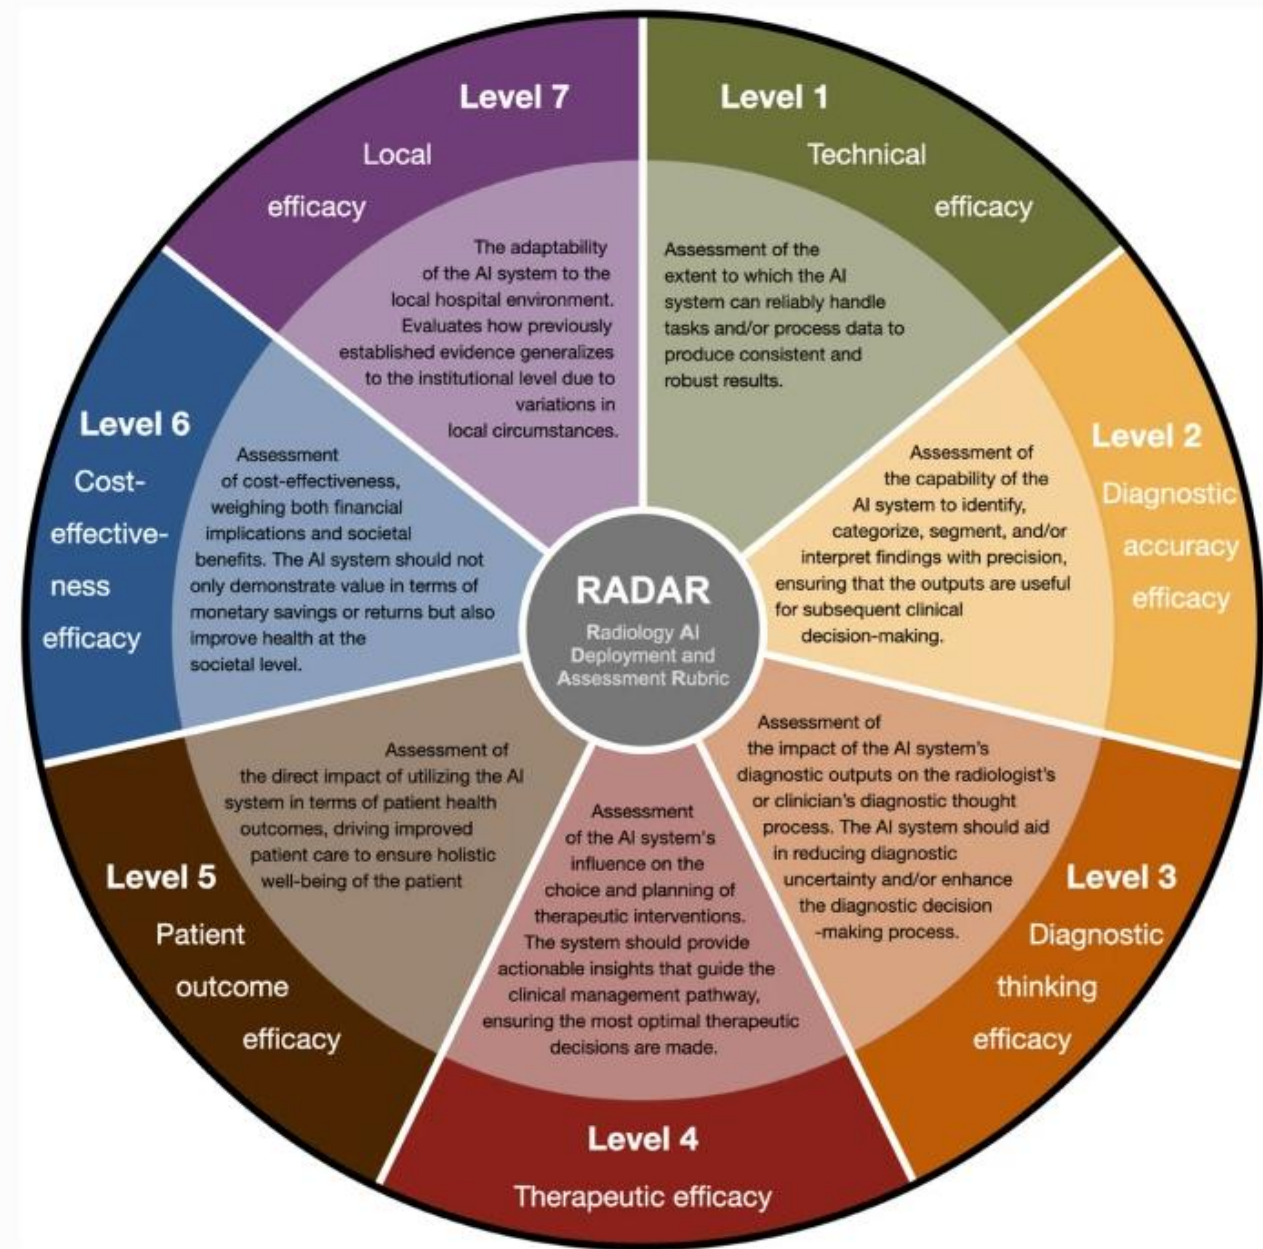 Level 1
Technical
efficacy
Assessment of the
extent to which the AI
system can reliably handle
tasks and/or process data to
produce consistent and
robust results.
Level 2
Diagnostic
accuracy
efficacy
Assessment of
the capability of the
AI system to identify,
categorize, segment, and/or
interpret findings with precision,
ensuring that the outputs are useful
for subsequent clinical
decision-making.
Level 3
Diagnostic
thinking
efficacy
Assessment of
the impact of the AI system's
diagnostic outputs on the radiologist's
or clinician's diagnostic thought
process. The AI system should aid
in reducing diagnostic
uncertainty and/or enhance
the diagnostic decision
-making process.
Level 4
Therapeutic efficacy
Assessment
of the AI system's
influence on the
choice and planning of
therapeutic interventions.
The system should provide
actionable insights that guide the
clinical management pathway,
ensuring the most optimal therapeutic
decisions are made.
Level 5
Patient
outcome
efficacy
Assessment of
the direct impact of utilizing the AI
system in terms of patient health
outcomes, driving improved
patient care to ensure holistic
well-being of the patient
Level 6
Cost-
effective-
ness
efficacy
Assessment
of cost-effectiveness,
weighing both financial
implications and societal
benefits. The AI system should not
only demonstrate value in terms of
monetary savings or returns but also
improve health at the
societal level.
Level 7
Local
efficacy
The adaptability
of the AI system to the
local hospital environment.
Evaluates how previously
established evidence generalizes
to the institutional level due to
variations in
local circumstances.
RADAR
Radiology AI
Deployment and
Assessment Rubric